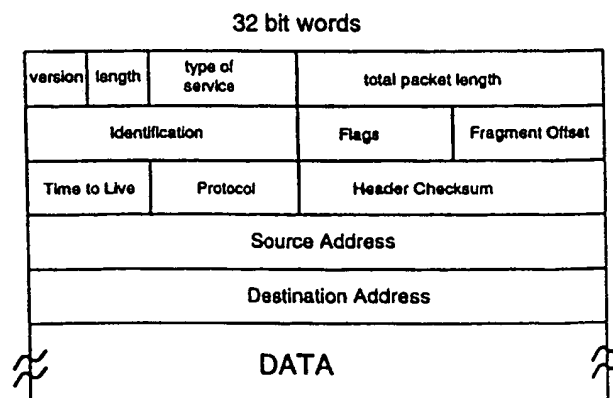 32 bit words
version length type of service total packet length
Identification Flags Fragment Offset
Time to Live Protocol Header Checksum
Source Address
Destination Address
DATA